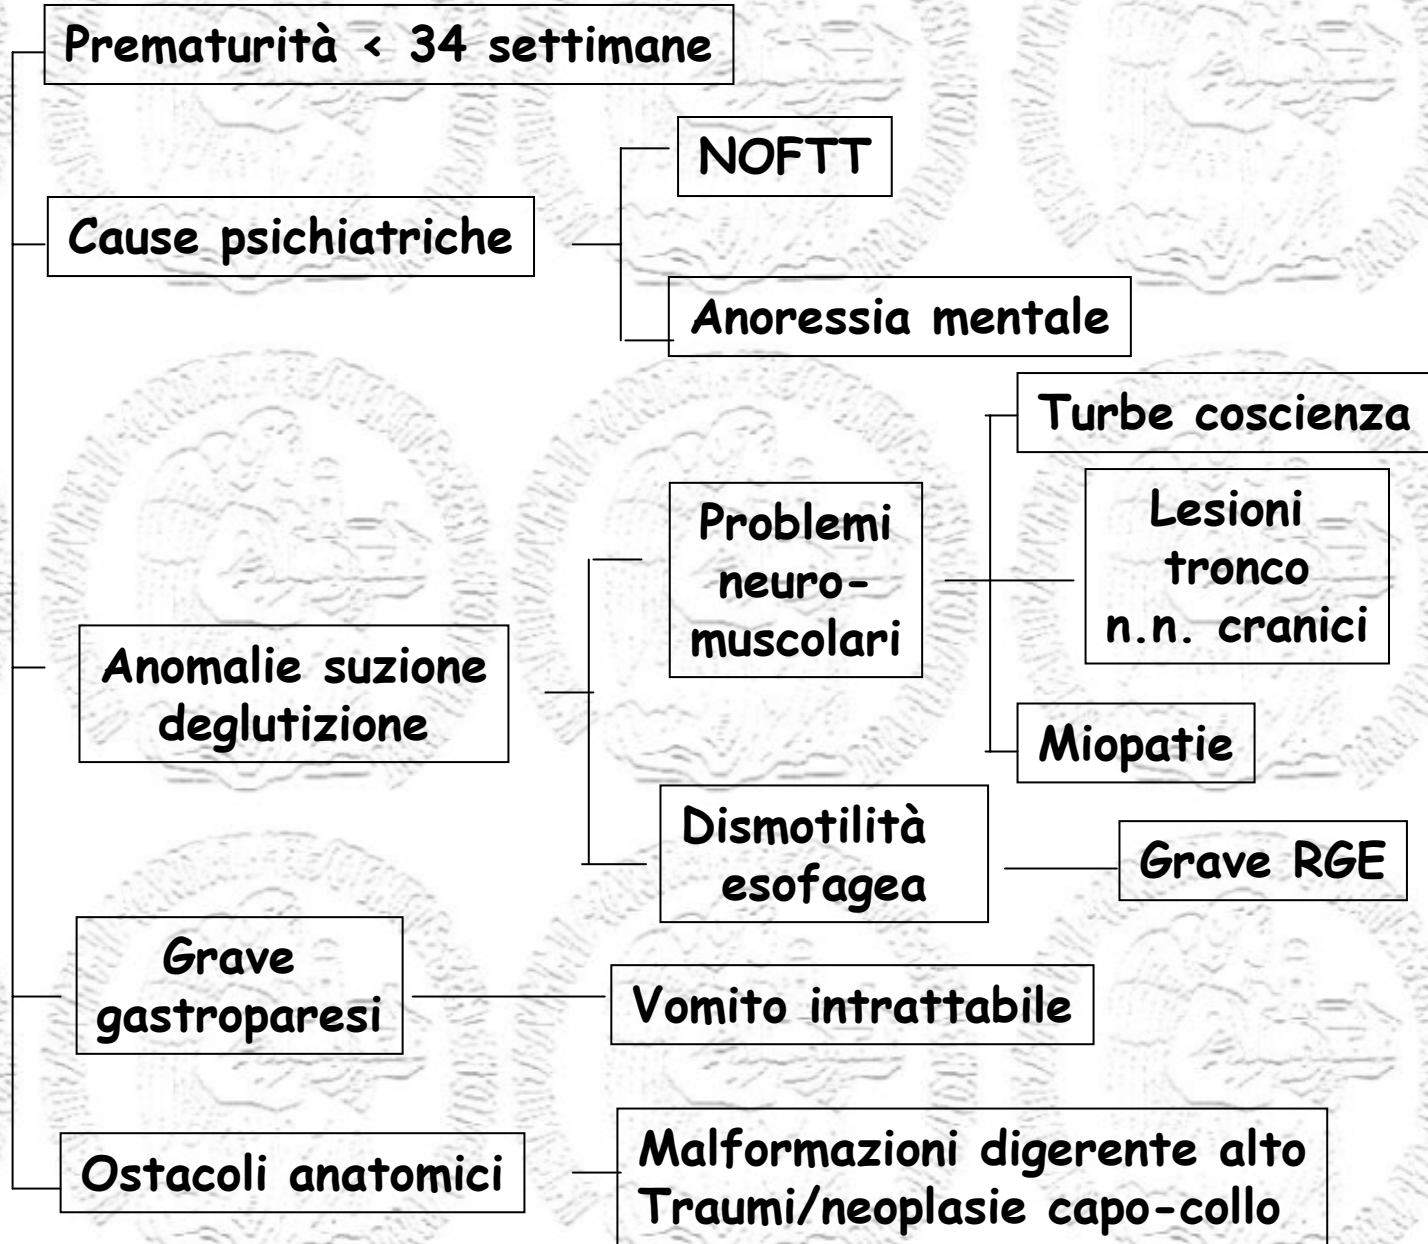 Prematurità < 34 settimane
Cause psichiatriche
NOFTT
Anoressia mentale
Anomalie suzione
deglutizione
Problemi
neuro-
muscolari
Turbe coscienza
Lesioni
tronco
n.n. cranici
Miopatie
Dismotilità
esofagea
Grave RGE
Grave
gastroparesi
Vomito intrattabile
Ostacoli anatomici
Malformazioni digerente alto
Traumi/neoplasie capo-collo